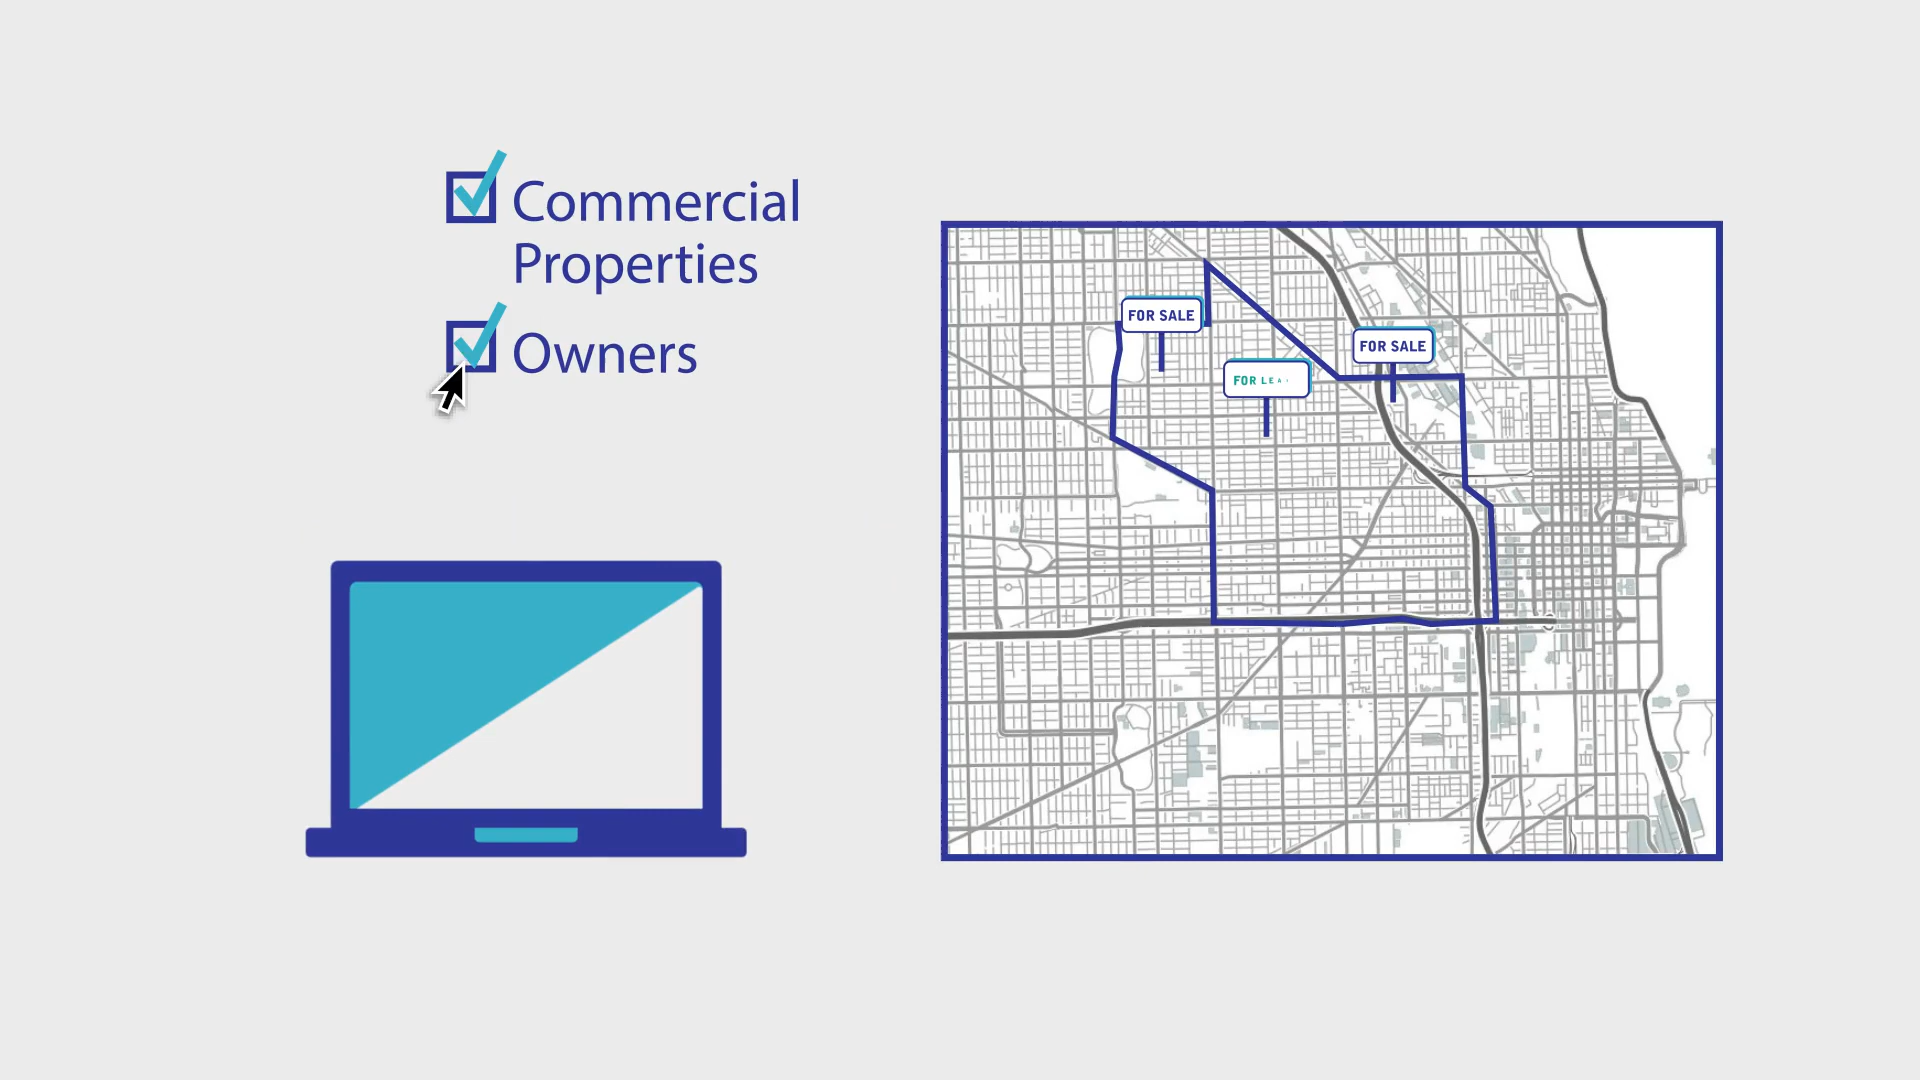 Commercial
Properties
Owners
FOR SALE
FOR SALE
FOR